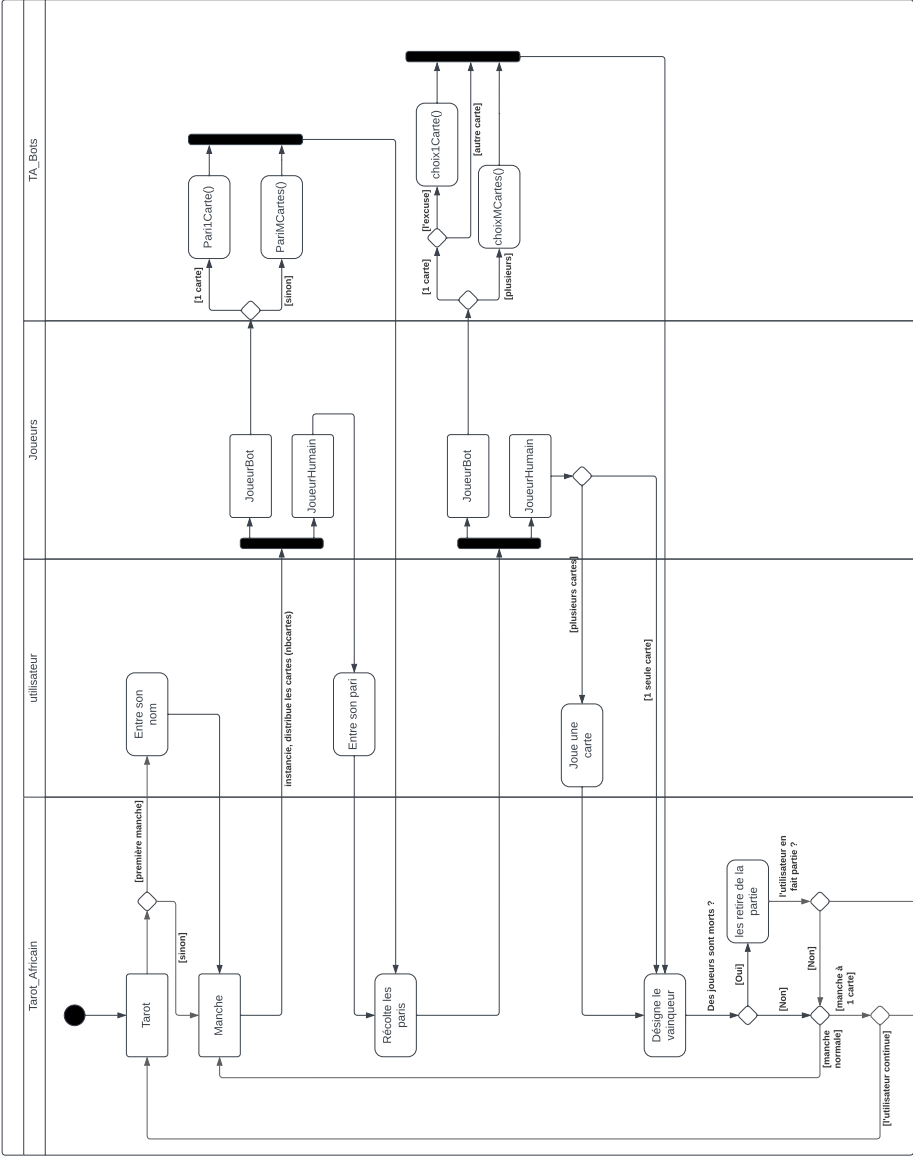 TA_Bots
Joueurs
utilisateur
Tarot_Africain
Tarot
[première manche]
Entre son
nom
[sinon]
Manche
instancie, distribue les cartes (nbcartes)
JoueurBot
JoueurHumain
[1 carte]
Pari1Carte()
[sinon]
PariMCartes()
Entre son pari
Récolte les
paris
JoueurBot
JoueurHumain
[1 carte]
[l'excuse]
choix1Carte()
[autre carte]
[plusieurs]
choixMCartes()
[plusieurs cartes]
Joue une
carte
[1 seule carte]
Désigne le
vainqueur
Des joueurs sont morts ?
[Oui]
les retire de la
partie
l'utilisateur en
fait partie ?
[Non]
[Non]
[manche à
1 carte]
[manche
normale]
[l'utilisateur continue]